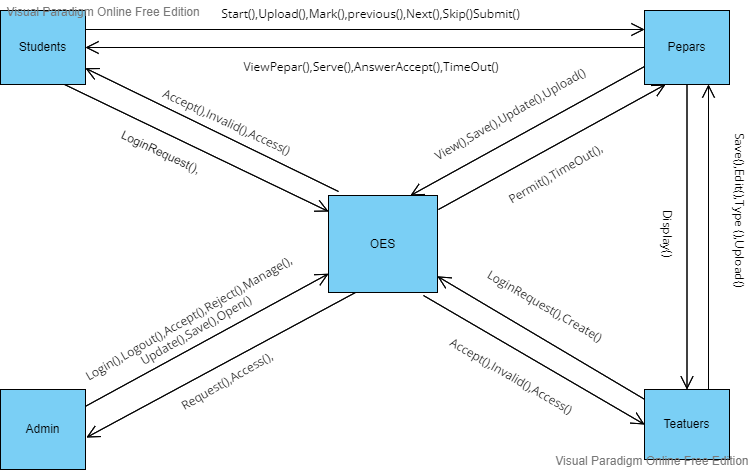 Visual Paradigm Online Free Edition
Start(),Upload(),Mark(),previous(),Next(),Skip()Submit()
Students
Pepars
ViewPepar(),Serve(),AnswerAccept(),TimeOut()
Accept(),Invalid(),Access()
LoginRequest(),
View(),Save(),Update(),Upload()
Permit(),TimeOut(),
Save(),Edit(),Type (),Upload()
Display()
OES
Login(),Logout(),Accept(),Reject(),Manage(),
Update(),Save(),Open()
Request(),Access(),
LoginRequest(),Create()
Accept(),Invalid(),Access()
Admin
Teatuers
Visual Paradigm Online Free Edition